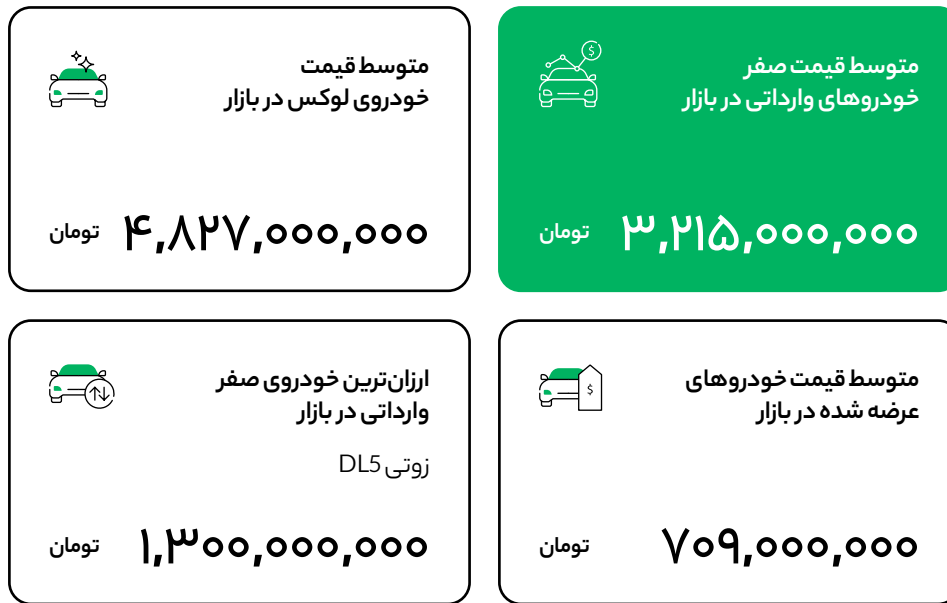 متوسط قیمت صفر
خودروهای وارداتی در بازار
$
۳,۲۱۵,۰۰۰,۰۰۰ تومان
متوسط قیمت
خودروی لوکس در بازار
۴,۸۲۷,۰۰۰,۰۰۰ تومان
متوسط قیمت خودروهای
عرضه شده در بازار
$
۷۰۹,۰۰۰,۰۰۰ تومان
ارزان‌ترین خودروی صفر
وارداتی در بازار
زوتی DL5
۱,۳۰۰,۰۰۰,۰۰۰ تومان